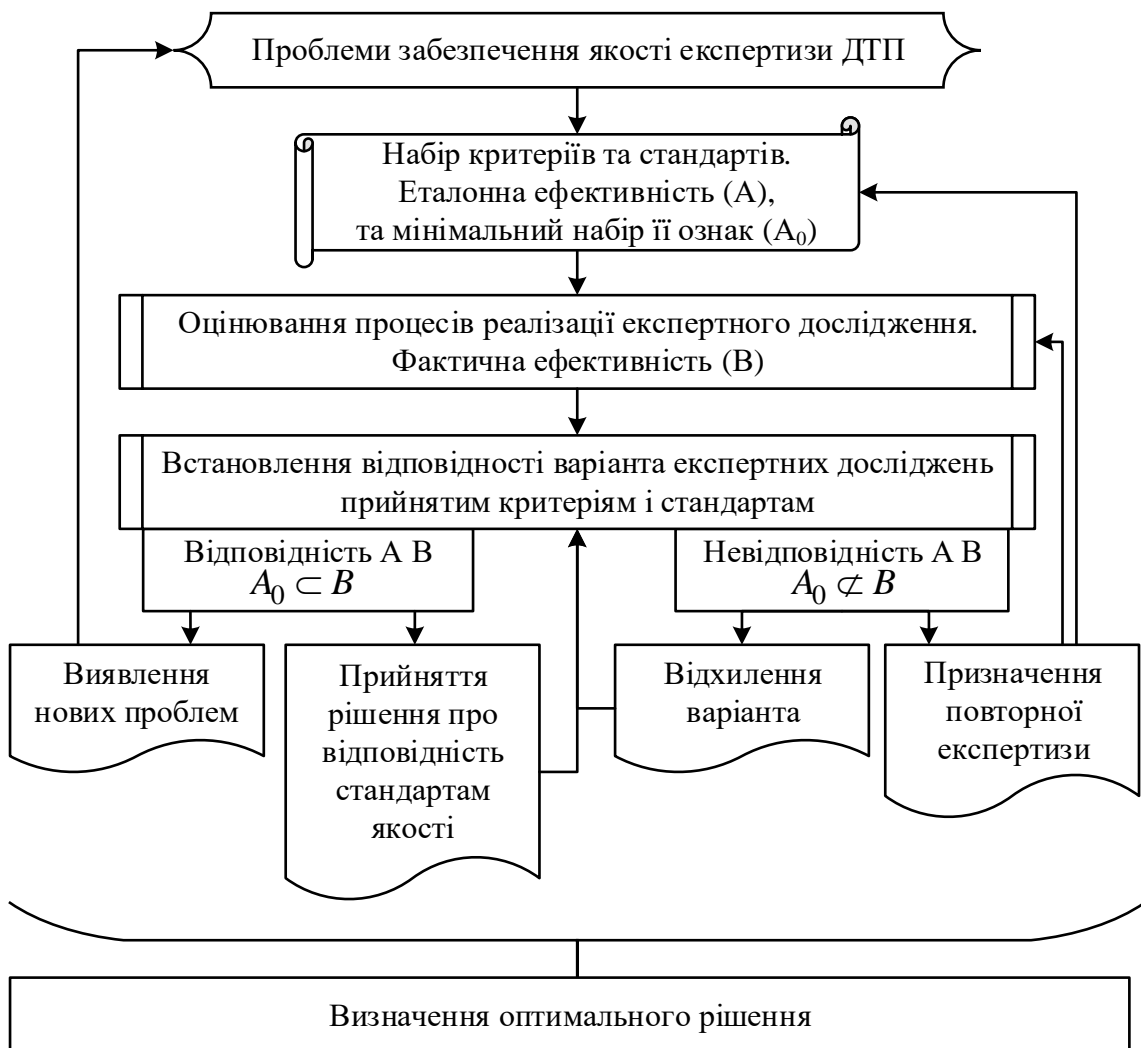 Проблеми забезпечення якості експертизи ДТП
Набір критеріїв та стандартів.
Еталонна ефективність (А),
та мінімальний набір її ознак (А₀)
Оцінювання процесів реалізації експертного дослідження.
Фактична ефективність (В)
Встановлення відповідності варіанта експертних досліджень
прийнятим критеріям і стандартам
Відповідність А В
A₀ ⊂ B
Невідповідність А В
A₀ ⊄ B
Виявлення
нових проблем
Прийняття
рішення про
відповідність
стандартам
якості
Відхилення
варіанта
Призначення
повторної
експертизи
Визначення оптимального рішення